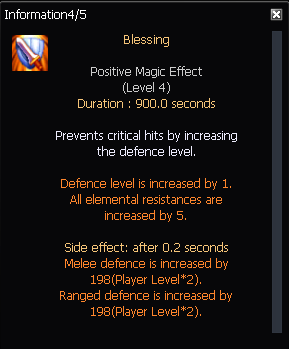 Information4/5
Blessing
Positive Magic Effect
(Level 4)
Duration : 900.0 seconds
Prevents critical hits by increasing
the defence level.
Defence level is increased by 1.
All elemental resistances are
increased by 5.
Side effect: after 0.2 seconds
Melee defence is increased by
198(Player Level*2).
Ranged defence is increased by
198(Player Level*2).